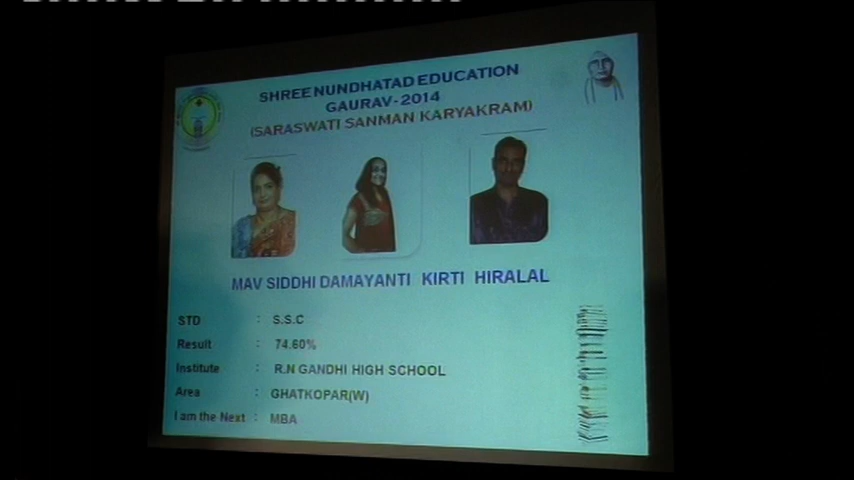 SHREE NUNDHATAD EDUCATION
GAURAV-2014
(SARASWATI SANMAN KARYAKRAM)
MAV SIDDHI DAMAYANTI KIRTI HIRALAL
STD : S.S.C
Result : 74.60%
Institute : R.N GANDHI HIGH SCHOOL
Area : GHATKOPAR(W)
I am the Next : MBA